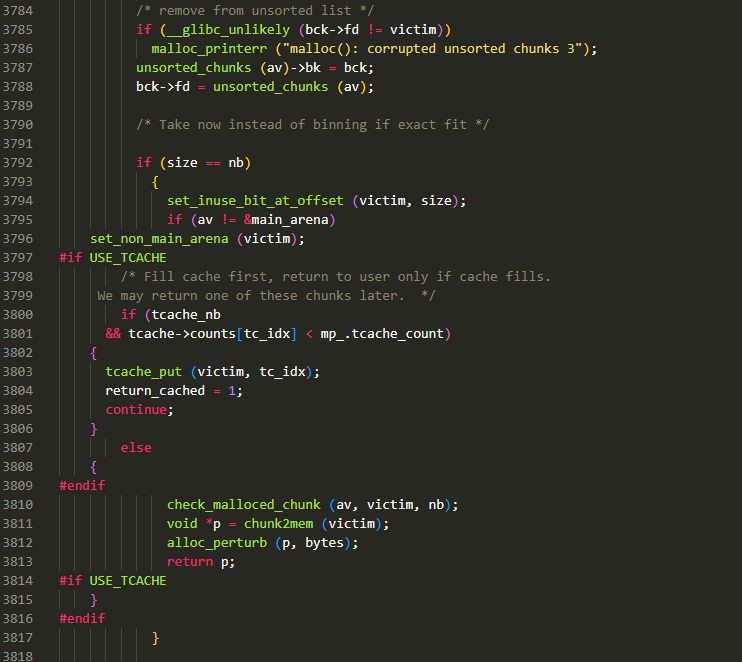 3784 /* remove from unsorted list */
3785 if (__glibc_unlikely (bck->fd != victim))
3786 malloc_printerr ("malloc(): corrupted unsorted chunks 3");
3787 unsorted_chunks (av)->bk = bck;
3788 bck->fd = unsorted_chunks (av);
3789
3790 /* Take now instead of binning if exact fit */
3791
3792 if (size == nb)
3793 {
3794 set_inuse_bit_at_offset (victim, size);
3795 if (av != &main_arena)
3796 set_non_main_arena (victim);
3797 #if USE_TCACHE
3798 /* Fill cache first, return to user only if cache fills.
3799 We may return one of these chunks later.  */
3800 if (tcache_nb
3801 && tcache->counts[tc_idx] < mp_.tcache_count)
3802 {
3803 tcache_put (victim, tc_idx);
3804 return_cached = 1;
3805 continue;
3806 }
3807 else
3808 {
3809 #endif
3810 check_malloced_chunk (av, victim, nb);
3811 void *p = chunk2mem (victim);
3812 alloc_perturb (p, bytes);
3813 return p;
3814 #if USE_TCACHE
3815 }
3816 #endif
3817 }
3818